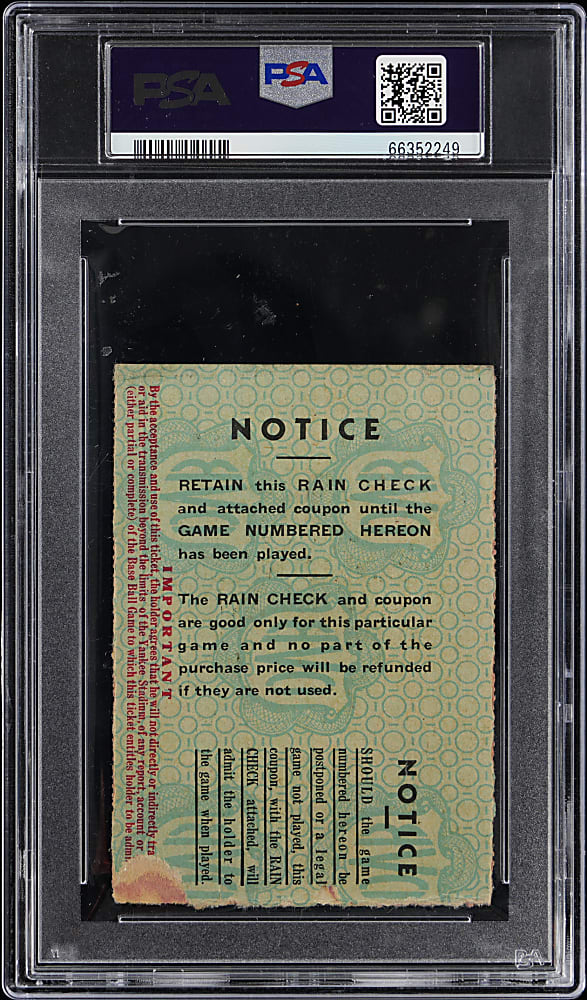 PSA
PSA
66352249
NOTICE
RETAIN this RAIN CHECK
and attached coupon until the
GAME NUMBERED HEREON
has been played.
The RAIN CHECK and coupon
are good only for this particular
game and no part of the
purchase price will be refunded
if they are not used.
NOTICE
SHOULD the game
numbered hereon be
postponed or a legal
game not played, this
coupon, with the RAIN
CHECK attached, will
admit the holder to
the game when played.
IMPORTANT
By the acceptance and use of this ticket, the holder agrees that he will not directly or indirectly tra
or aid in the transmission beyond the limits of the Yankee Stadium, of any report, account or
(either partial or complete) of the Base Ball Game to which this ticket entitles holder to be adm